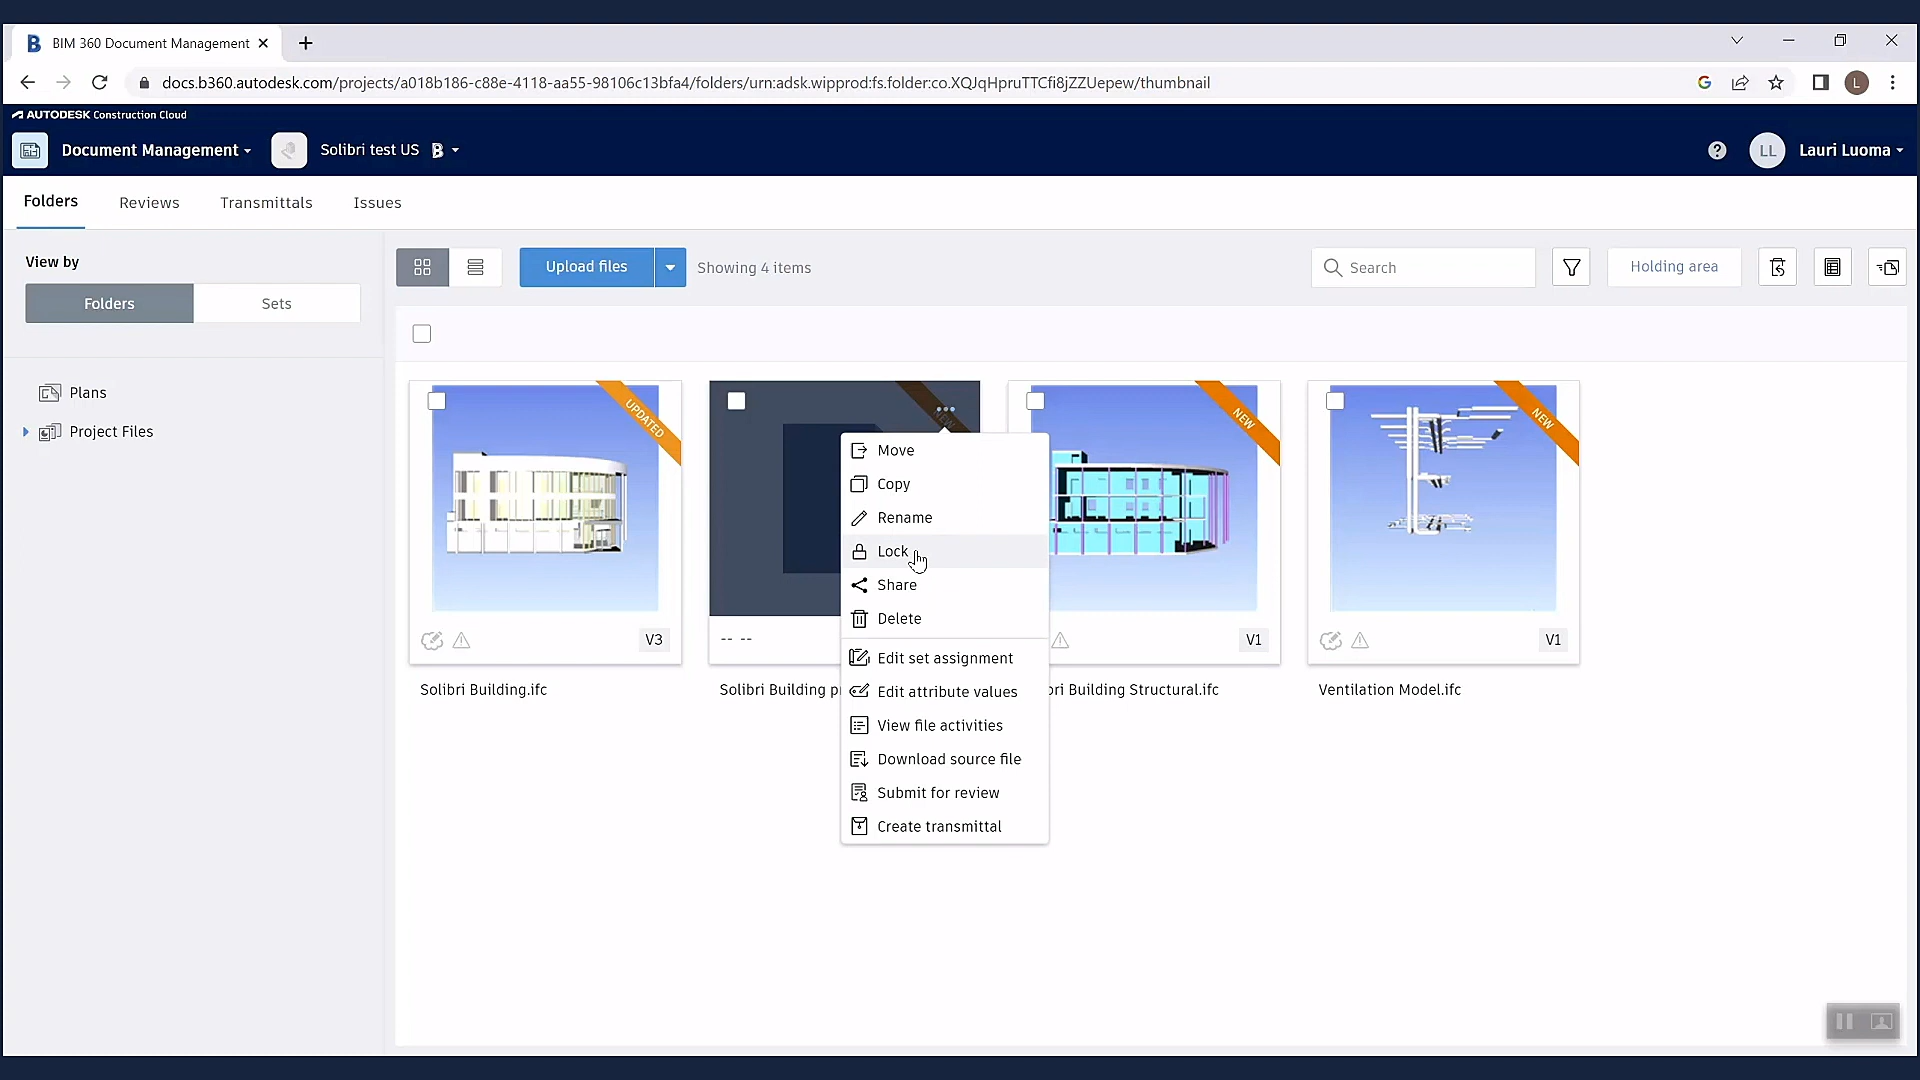 BIM 360 Document Management
docs.b360.autodesk.com/projects/a018b186-c88e-4118-aa55-98106c13bfa4/folders/urn:adsk.wipprod:fs.folder:co.XQJqHpruTTCfi8jZZUepew/thumbnail
L
AUTODESK Construction Cloud
Document Management
Solibri test US
LL
Lauri Luoma
Folders
Reviews
Transmittals
Issues
View by
Folders
Sets
Plans
Project Files
Upload files
Showing 4 items
Search
Holding area
UPDATED
NEW
NEW
NEW
Move
Copy
Rename
Lock
Share
Delete
Edit set assignment
Edit attribute values
View file activities
Download source file
Submit for review
Create transmittal
V3
-- --
V1
V1
Solibri Building.ifc
Solibri Building p
ri Building Structural.ifc
Ventilation Model.ifc